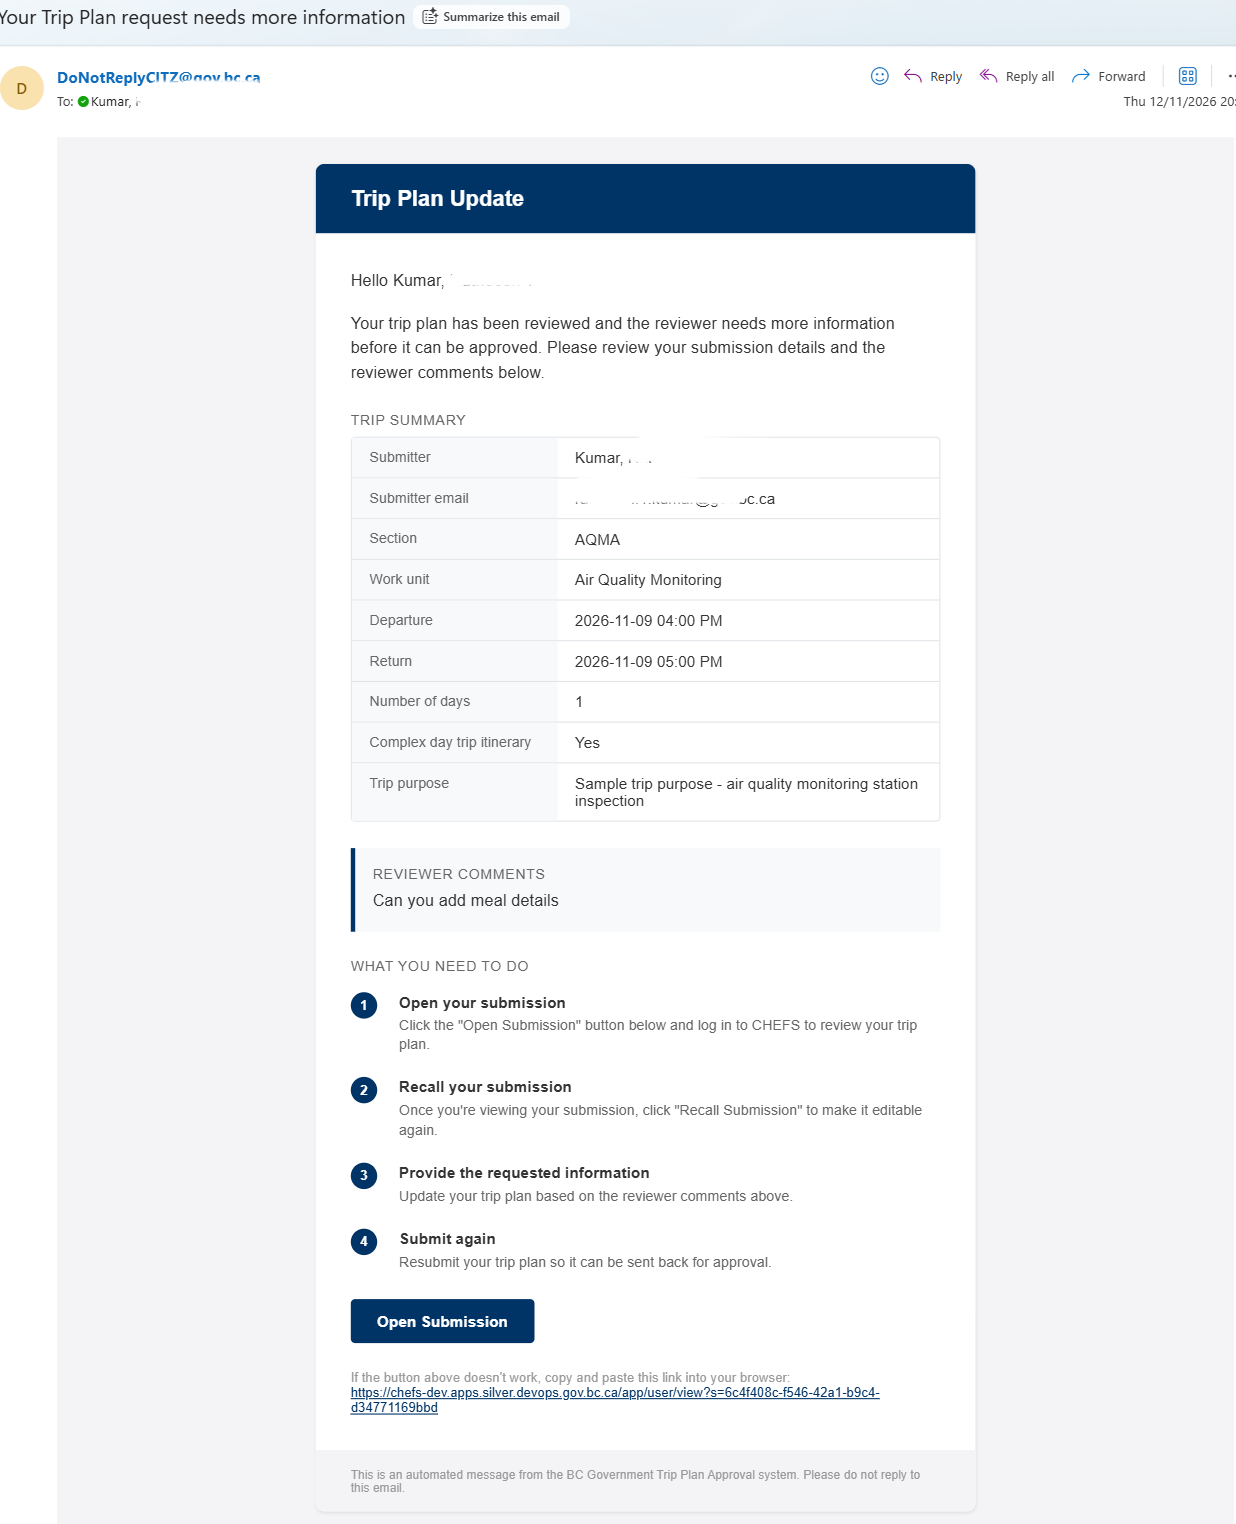 Your Trip Plan request needs more information
Summarize this email
D
DoNotReplyCITZ@gov.bc.ca
Reply
Reply all
Forward
To: Kumar,
Thu 12/11/2026
Trip Plan Update
Hello Kumar,
Your trip plan has been reviewed and the reviewer needs more information
before it can be approved. Please review your submission details and the
reviewer comments below.
TRIP SUMMARY
Submitter
Kumar,
Submitter email
Section
AQMA
Work unit
Air Quality Monitoring
Departure
2026-11-09 04:00 PM
Return
2026-11-09 05:00 PM
Number of days
1
Complex day trip itinerary
Yes
Trip purpose
Sample trip purpose - air quality monitoring station
inspection
REVIEWER COMMENTS
Can you add meal details
WHAT YOU NEED TO DO
1
Open your submission
Click the "Open Submission" button below and log in to CHEFS to review your trip
plan.
2
Recall your submission
Once you're viewing your submission, click "Recall Submission" to make it editable
again.
3
Provide the requested information
Update your trip plan based on the reviewer comments above.
4
Submit again
Resubmit your trip plan so it can be sent back for approval.
Open Submission
If the button above doesn't work, copy and paste this link into your browser:
https://chefs-dev.apps.silver.devops.gov.bc.ca/app/user/view?s=6c4f408c-f546-42a1-b9c4-
d34771169bbd
This is an automated message from the BC Government Trip Plan Approval system. Please do not reply to
this email.